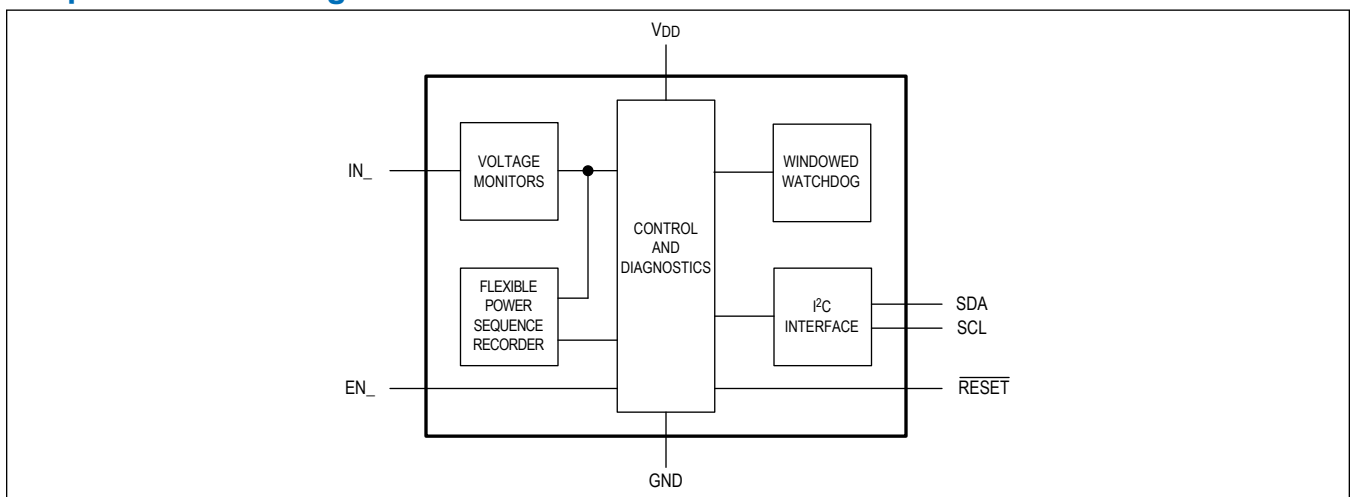 VDD
IN_
VOLTAGE
MONITORS
WINDOWED
WATCHDOG
CONTROL
AND
DIAGNOSTICS
FLEXIBLE
POWER
SEQUENCE
RECORDER
I²C
INTERFACE
SDA
SCL
EN_
RESET
GND